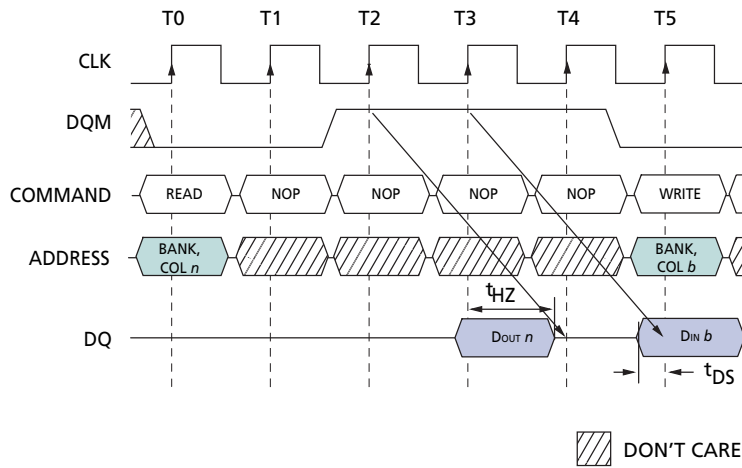 T0 T1 T2 T3 T4 T5
CLK
DQM
COMMAND READ NOP NOP NOP NOP WRITE
ADDRESS BANK, COL n BANK, COL b
tHZ
DQ DOUT n DIN b
tDS
DON'T CARE